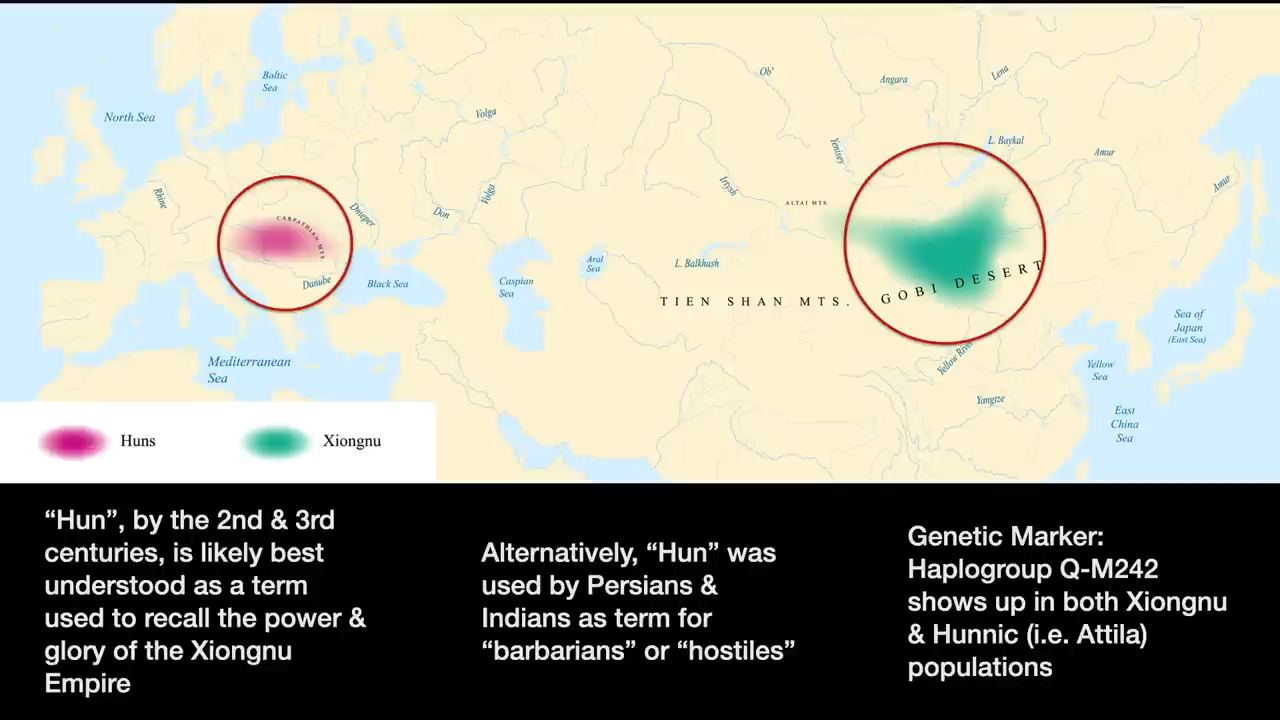 Baltic
Sea
North Sea
Ob'
Angara
Lena
Volga
Yenisey
L. Baykal
Amur
Rhine
CARPATHIAN MTS.
Dnieper
Don
Volga
Irtysh
ALTAI MTS
Amur
Danube
Black Sea
Caspian
Sea
Aral
Sea
L. Balkhash
TIEN SHAN MTS.
GOBI DESERT
Sea of
Japan
(East Sea)
Mediterranean
Sea
Yellow River
Yellow
Sea
Yangtze
East
China
Sea
Huns
Xiongnu
“Hun”, by the 2nd & 3rd
centuries, is likely best
understood as a term
used to recall the power &
glory of the Xiongnu
Empire
Alternatively, “Hun” was
used by Persians &
Indians as term for
“barbarians” or “hostiles”
Genetic Marker:
Haplogroup Q-M242
shows up in both Xiongnu
& Hunnic (i.e. Attila)
populations